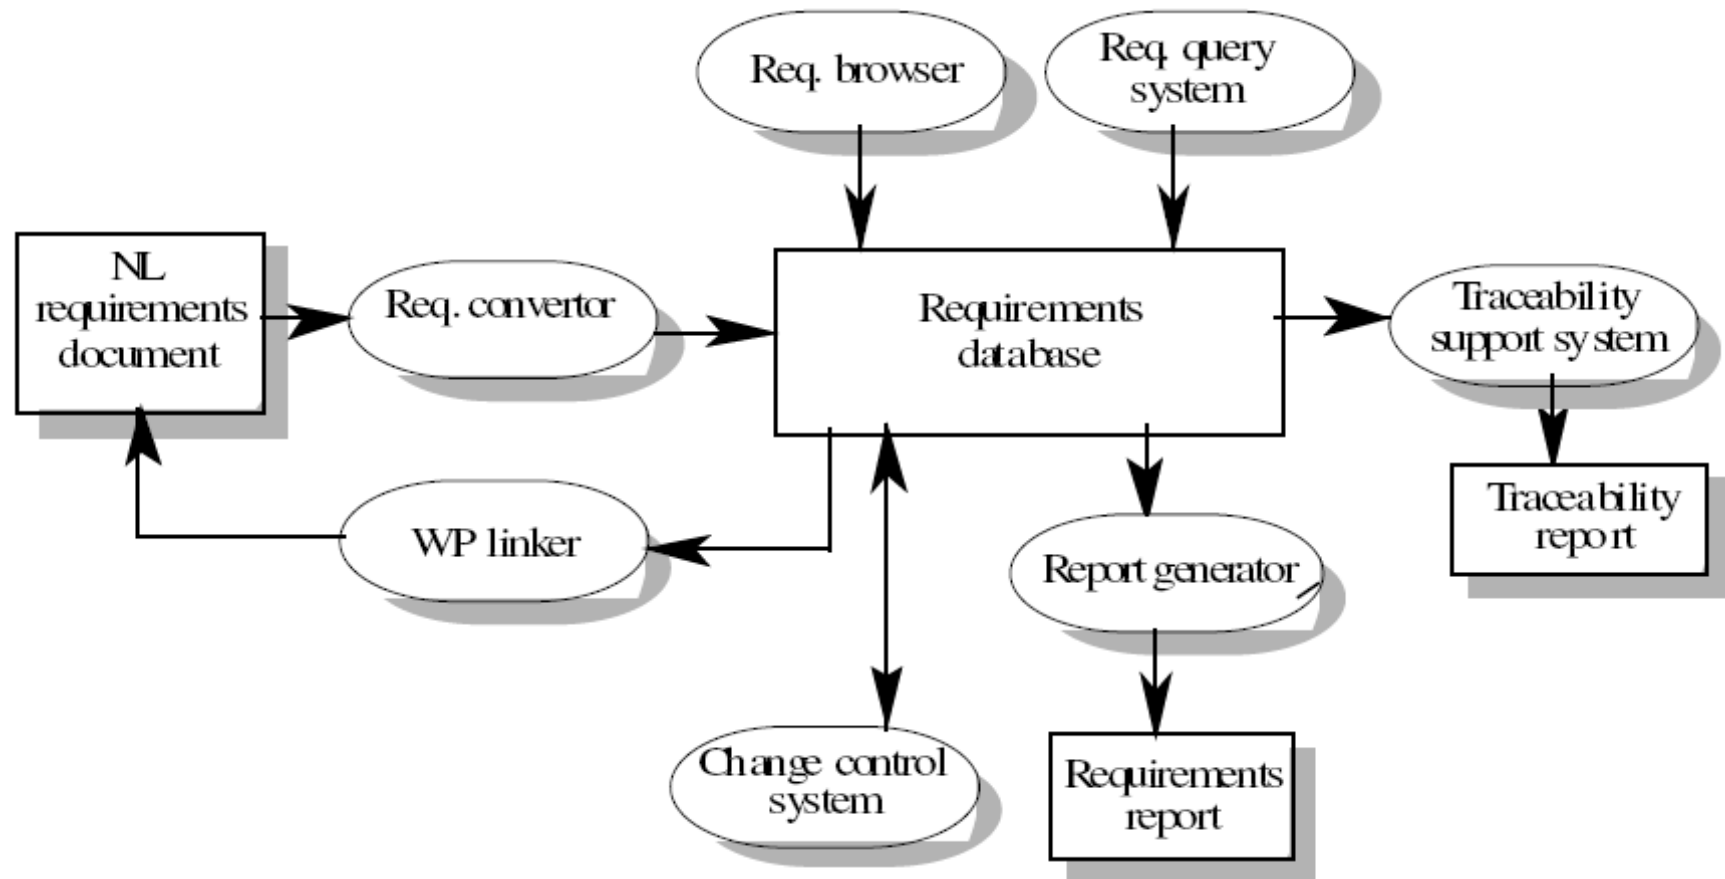 Req. browser
Req. query
system
NL
requirements
document
Req. convertor
Requirements
database
Traceability
support system
WP linker
Report generator
Traceability
report
Change control
system
Requirements
report